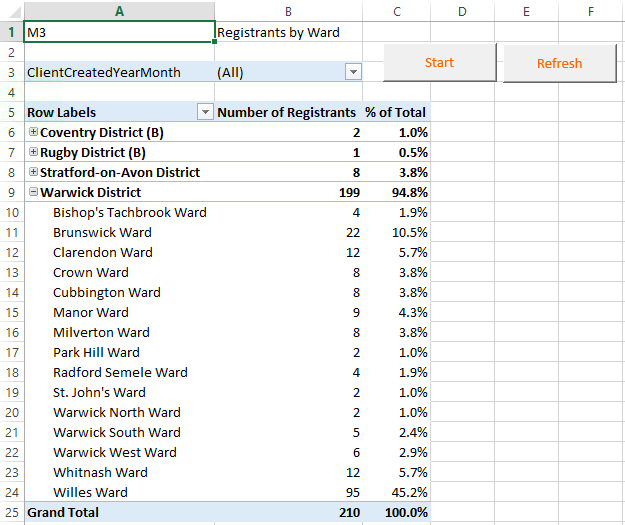 A B C D E F
1 M3 Registrants by Ward
2
3 ClientCreatedYearMonth (All) Start Refresh
4
5 Row Labels Number of Registrants % of Total
6 Coventry District (B) 2 1.0%
7 Rugby District (B) 1 0.5%
8 Stratford-on-Avon District 8 3.8%
9 Warwick District 199 94.8%
10 Bishop's Tachbrook Ward 4 1.9%
11 Brunswick Ward 22 10.5%
12 Clarendon Ward 12 5.7%
13 Crown Ward 8 3.8%
14 Cubbington Ward 8 3.8%
15 Manor Ward 9 4.3%
16 Milverton Ward 8 3.8%
17 Park Hill Ward 2 1.0%
18 Radford Semele Ward 4 1.9%
19 St. John's Ward 2 1.0%
20 Warwick North Ward 2 1.0%
21 Warwick South Ward 5 2.4%
22 Warwick West Ward 6 2.9%
23 Whitnash Ward 12 5.7%
24 Willes Ward 95 45.2%
25 Grand Total 210 100.0%